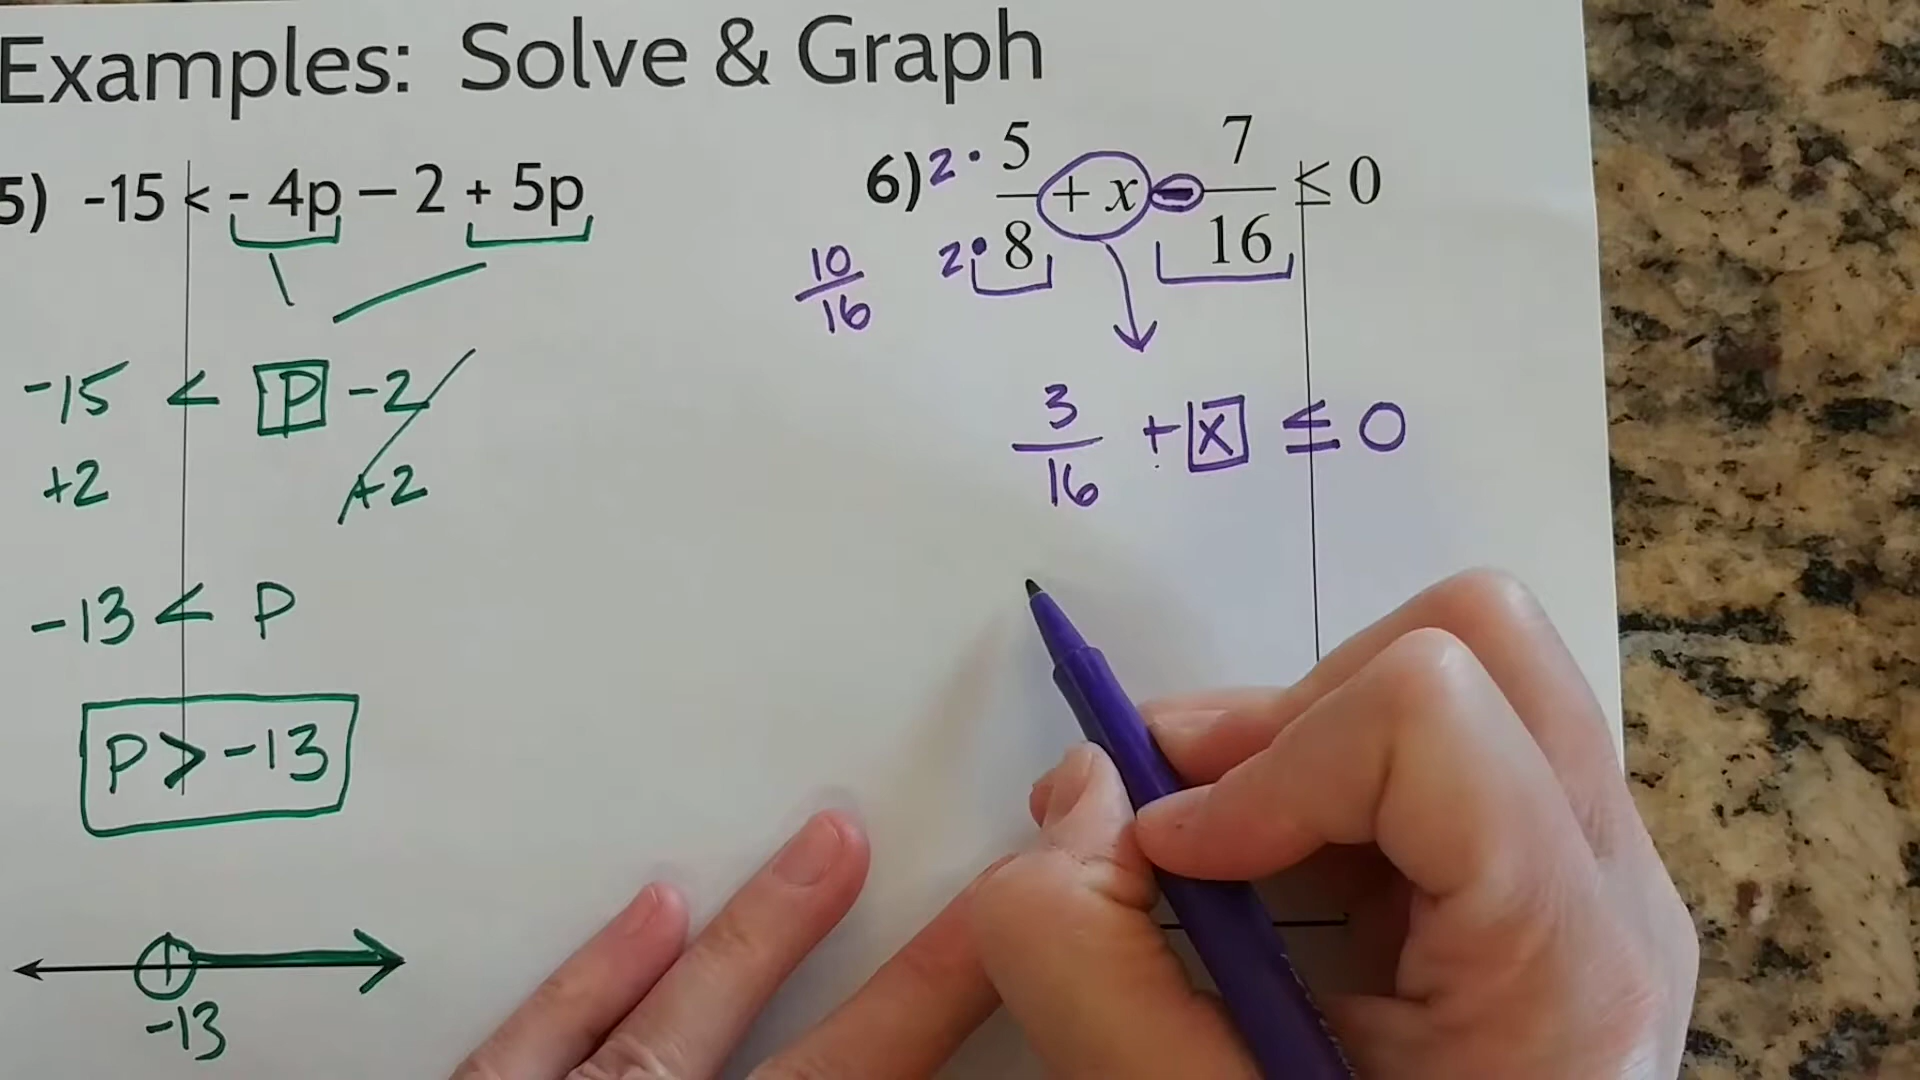 Examples: Solve & Graph
5) -15 < - 4p – 2 + 5p
-15 < P -2
+2 +2
-13 < P
P > -13
-13
6) 2 · 5/8 + x - 7/16 ≤ 0
2 ·
10/16
3/16 + x ≤ 0